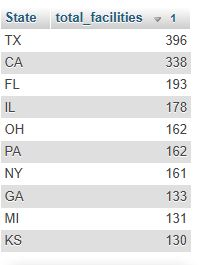 State total_facilities 1
TX 396
CA 338
FL 193
IL 178
OH 162
PA 162
NY 161
GA 133
MI 131
KS 130